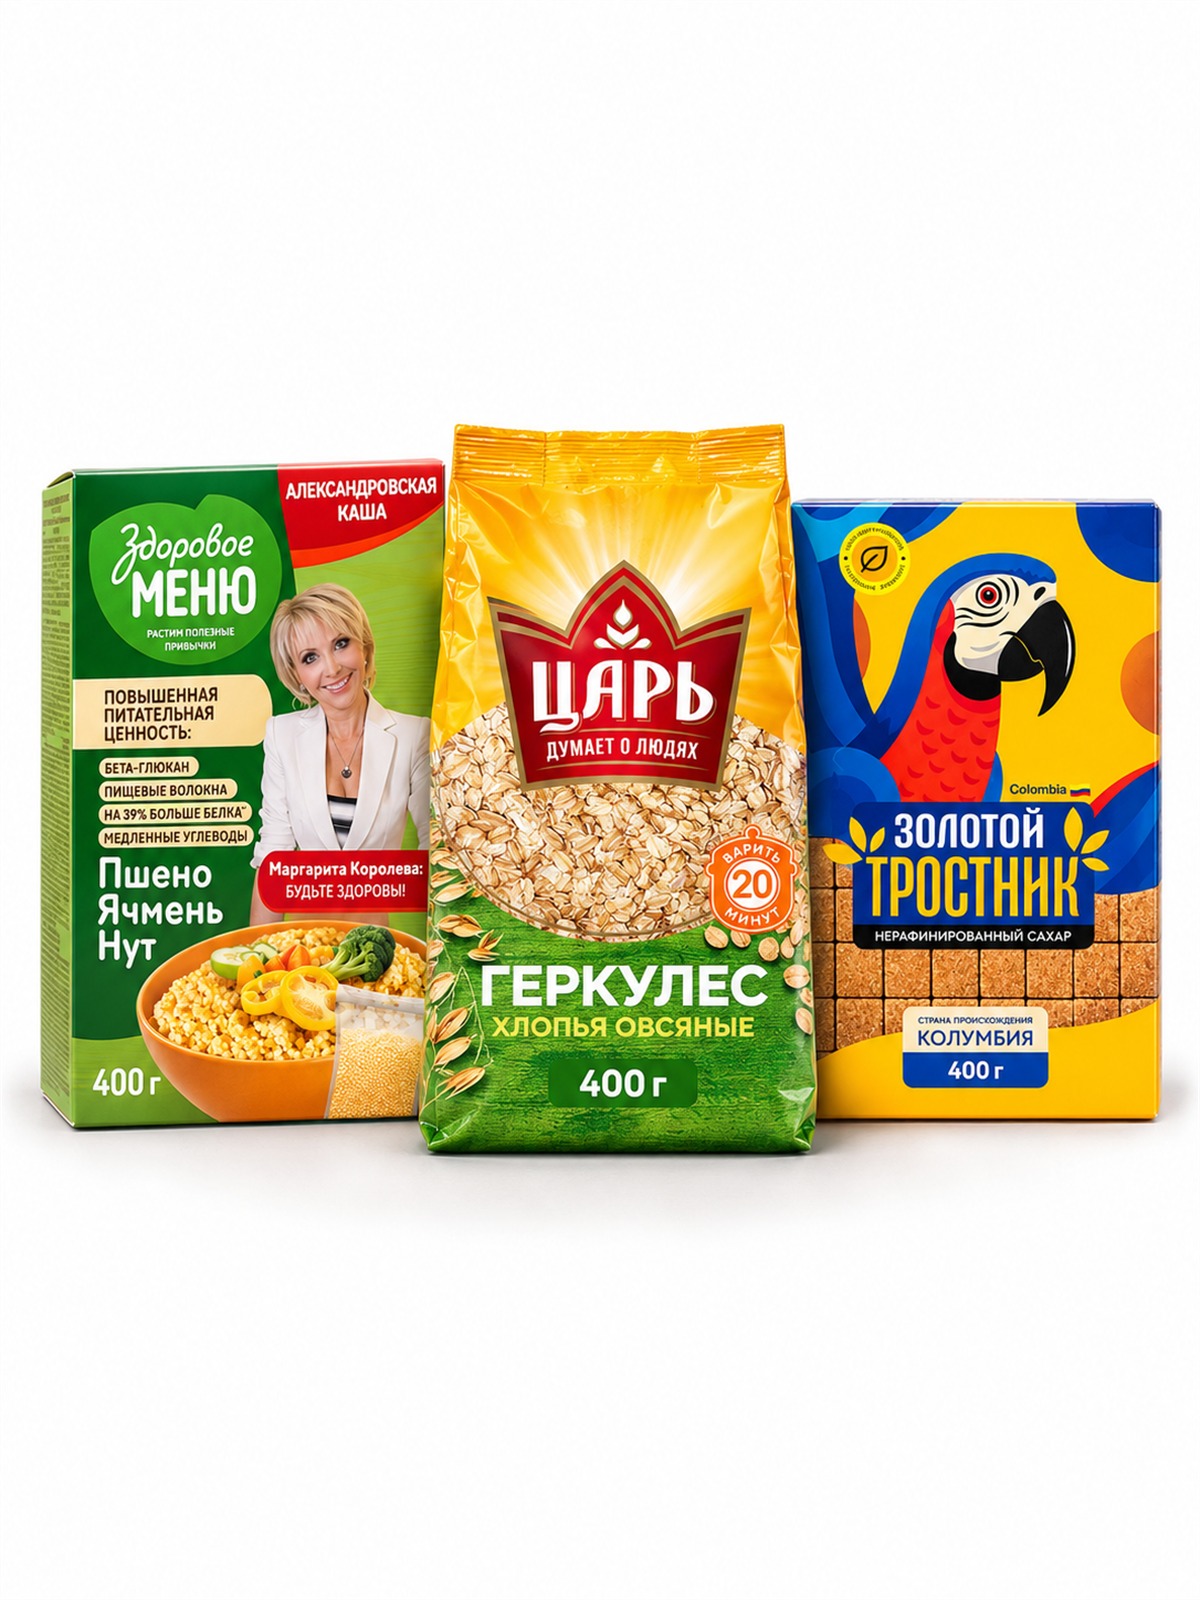 АЛЕКСАНДРОВСКАЯ
КАША
Здоровое
МЕНЮ
РАСТИМ ПОЛЕЗНЫЕ
ПРИВЫЧКИ
ПОВЫШЕННАЯ
ПИТАТЕЛЬНАЯ
ЦЕННОСТЬ:
БЕТА-ГЛЮКАН
ПИЩЕВЫЕ ВОЛОКНА
НА 39% БОЛЬШЕ БЕЛКА
МЕДЛЕННЫЕ УГЛЕВОДЫ
Маргарита Королева:
БУДЬТЕ ЗДОРОВЫ!
Пшено
Ячмень
Нут
400 г
ЦАРЬ
ДУМАЕТ О ЛЮДЯХ
ВАРИТЬ
20
МИНУТ
ГЕРКУЛЕС
ХЛОПЬЯ ОВСЯНЫЕ
400 г
Colombia
ЗОЛОТОЙ
ТРОСТНИК
НЕРАФИНИРОВАННЫЙ САХАР
СТРАНА ПРОИСХОЖДЕНИЯ
КОЛУМБИЯ
400 г